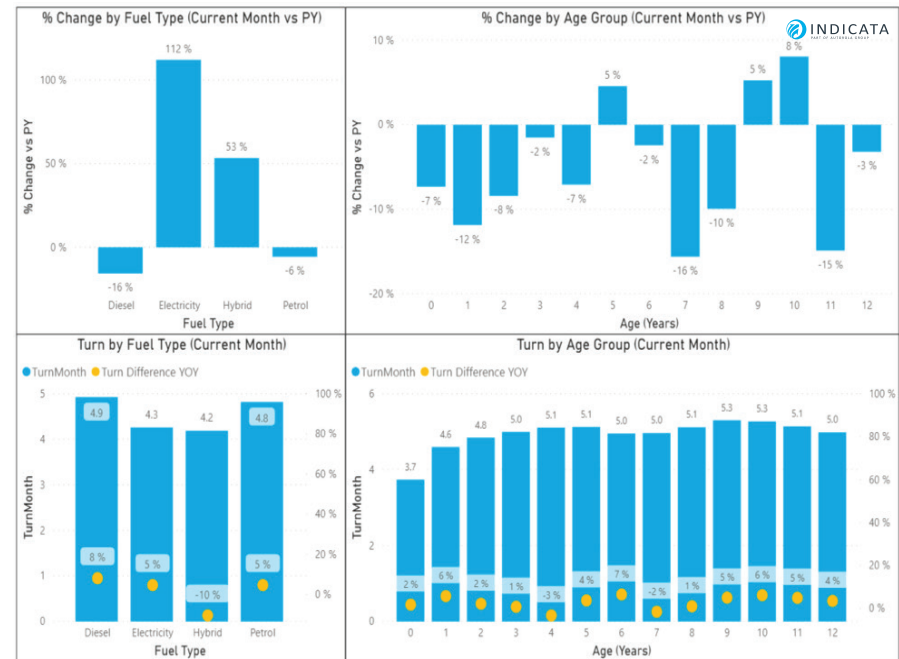 % Change by Fuel Type (Current Month vs PY)
112 %
100 %
53 %
50 %
0 %
-6 %
-16 %
% Change vs PY
Diesel Electricity Hybrid Petrol
Fuel Type
% Change by Age Group (Current Month vs PY)
INDICATA
PART OF AUTOROLA GROUP
10 %
8 %
5 % 5 %
0 %
-2 % -2 %
-3 %
-7 % -8 % -7 %
-10 % -10 %
-12 %
-16 % -15 %
-20 %
% Change vs PY
0 1 2 3 4 5 6 7 8 9 10 11 12
Age (Years)
Turn by Fuel Type (Current Month)
TurnMonth Turn Difference YOY
5 100 %
4.9 4.3 4.2 4.8
4 80 %
3 60 %
40 %
2
20 %
8 % 5 % -10 % 5 %
1 0 %
0
TurnMonth
Diesel Electricity Hybrid Petrol
Fuel Type
Turn by Age Group (Current Month)
TurnMonth Turn Difference YOY
6 100 %
3.7 4.6 4.8 5.0 5.1 5.1 5.0 5.0 5.1 5.3 5.3 5.1 5.0
80 %
4
60 %
40 %
2
20 %
2 % 6 % 2 % 1 % -3 % 4 % 7 % -2 % 1 % 5 % 6 % 5 % 4 %
0 %
0
TurnMonth
0 1 2 3 4 5 6 7 8 9 10 11 12
Age (Years)